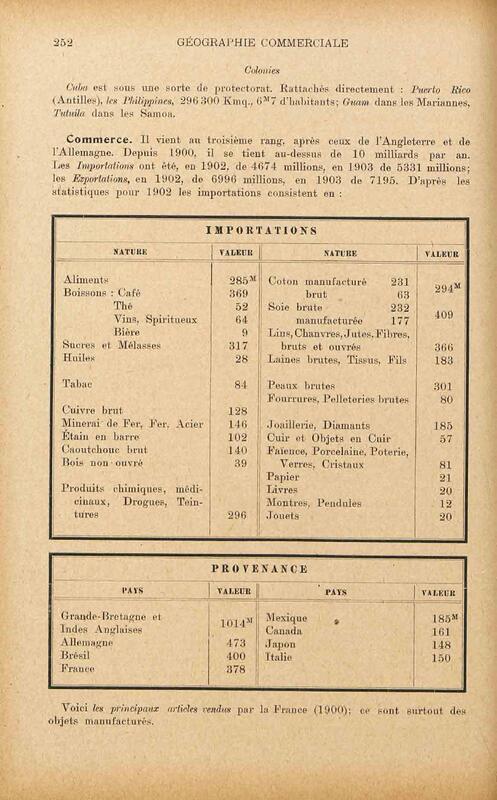 252 GÉOGRAPHIE COMMERCIALE
Colonies
Cuba est sous une sorte de protectorat. Rattachés directement : Puerto Rico
(Antilles), les Philippines, 296 300 Kmq., 6M7 d'habitants; Guam dans les Mariannes,
Tutuila dans les Samoa.
Commerce. Il vient au troisième rang, après ceux de l'Angleterre et de
l'Allemagne. Depuis 1900, il se tient au-dessus de 10 milliards par an.
Les Importations ont été, en 1902, de 4674 millions, en 1903 de 5331 millions;
les Exportations, en 1902, de 6996 millions, en 1903 de 7195. D'après les
statistiques pour 1902 les importations consistent en :
IMPORTATIONS
NATURE VALEUR NATURE VALEUR
Aliments 285M Coton manufacturé 231
Boissons : Café 369 brut 63 294M
Thé 52 Soie brute 232
Vins, Spiritueux 64 manufacturée 177 409
Bière 9 Lins, Chanvres, Jutes, Fibres,
Sucres et Mélasses 317 bruts et ouvrés 366
Huiles 28 Laines brutes, Tissus, Fils 183
Tabac 84 Peaux brutes 301
Fourrures, Pelleteries brutes 80
Cuivre brut 128
Minerai de Fer, Fer, Acier 146 Joaillerie, Diamants 185
Étain en barre 102 Cuir et Objets en Cuir 57
Caoutchouc brut 140 Faïence, Porcelaine, Poterie,
Bois non ouvré 39 Verres, Cristaux 81
Papier 21
Produits chimiques, médi- Livres 20
cinaux, Drogues, Tein- Montres, Pendules 12
tures 296 Jouets 20
PROVENANCE
PAYS VALEUR PAYS VALEUR
Grande-Bretagne et Mexique 185M
Indes Anglaises 1014M Canada 161
Allemagne 473 Japon 148
Brésil 400 Italie 150
France 378
Voici les principaux articles vendus par la France (1900); ce sont surtout des
objets manufacturés.